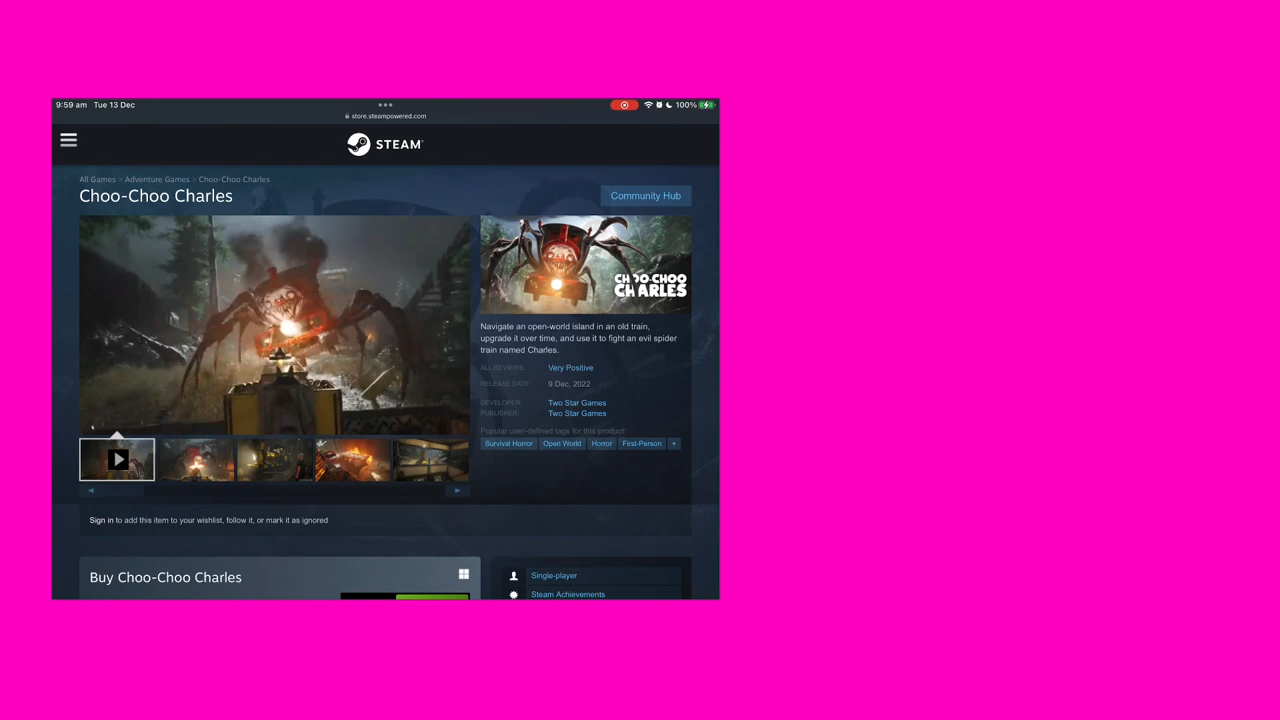 9:59 am Tue 13 Dec
100%
store.steampowered.com
STEAM
All Games > Adventure Games > Choo-Choo Charles
Choo-Choo Charles
Community Hub
CHOO-CHOO
CHARLES
Navigate an open-world island in an old train,
upgrade it over time, and use it to fight an evil spider
train named Charles.
ALL REVIEWS: Very Positive
RELEASE DATE: 9 Dec, 2022
DEVELOPER: Two Star Games
PUBLISHER: Two Star Games
Popular user-defined tags for this product:
Survival Horror Open World Horror First-Person +
Sign in to add this item to your wishlist, follow it, or mark it as ignored
Buy Choo-Choo Charles
Single-player
Steam Achievements